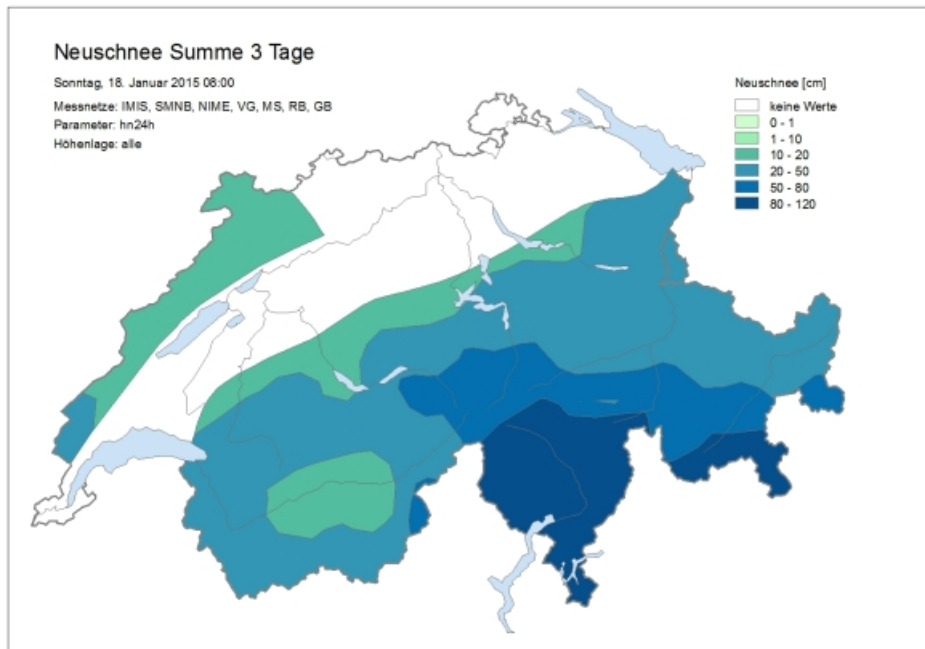 Neuschnee Summe 3 Tage
Sonntag, 18. Januar 2015 08:00
Messnetze: IMIS, SMNB, NIME, VG, MS, RB, GB
Parameter: hn24h
Höhenlage: alle
Neuschnee [cm]
keine Werte
0 - 1
1 - 10
10 - 20
20 - 50
50 - 80
80 - 120